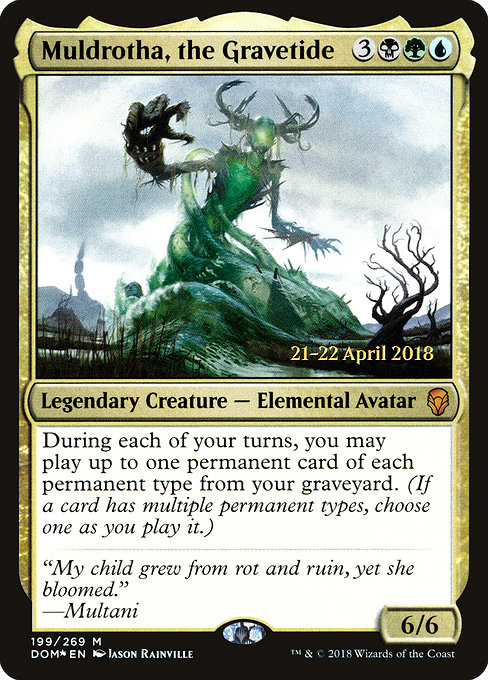 Muldrotha, the Gravetide 3
21–22 April 2018
Legendary Creature — Elemental Avatar
During each of your turns, you may
play up to one permanent card of each
permanent type from your graveyard. (If
a card has multiple permanent types, choose
one as you play it.)
“My child grew from rot and ruin, yet she
bloomed.”
—Multani
6/6
199/269 M
DOM★EN Jason Rainville
™ & © 2018 Wizards of the Coast